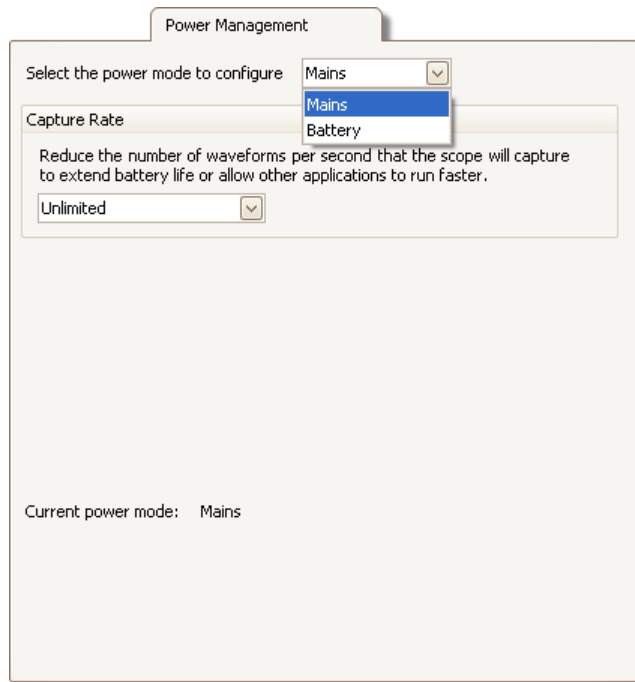 Power Management
Select the power mode to configure Mains
Mains
Battery
Capture Rate
Reduce the number of waveforms per second that the scope will capture
to extend battery life or allow other applications to run faster.
Unlimited
Current power mode: Mains